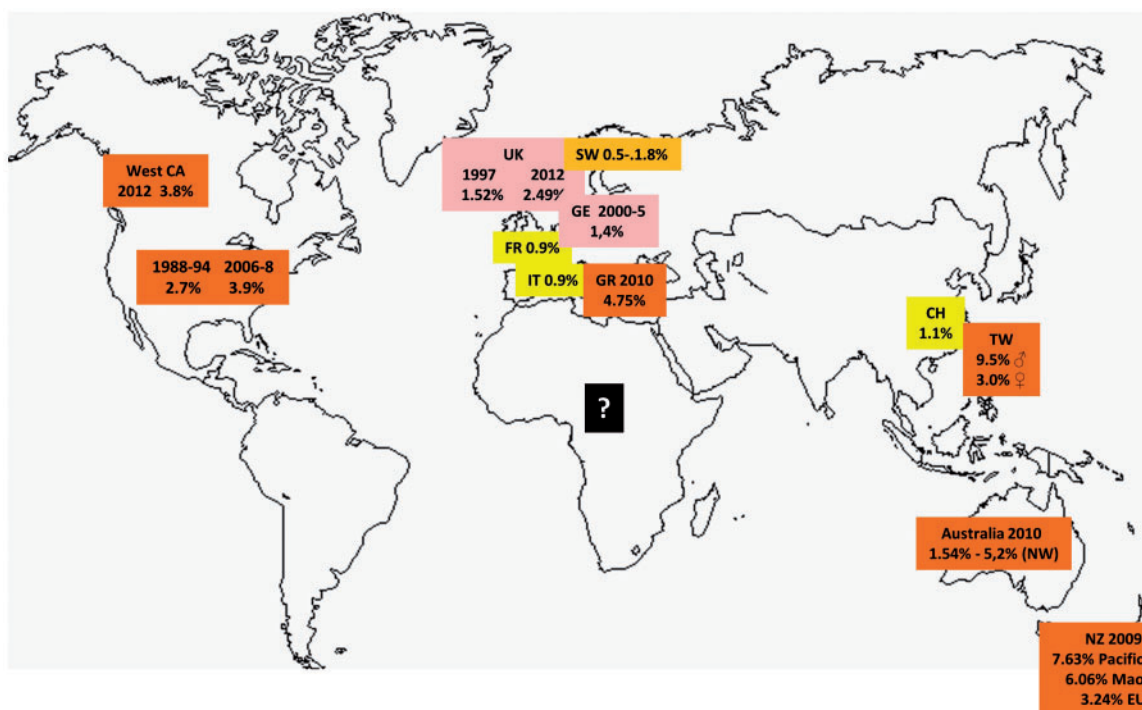 West CA
2012 3.8%
1988-94 2006-8
2.7% 3.9%
UK
1997 2012
1.52% 2.49%
SW 0.5-.1.8%
GE 2000-5
1,4%
FR 0.9%
IT 0.9%
GR 2010
4.75%
?
CH
1.1%
TW
9.5% ♂
3.0% ♀
Australia 2010
1.54% - 5,2% (NW)
NZ 2009
7.63% Pacific
6.06% Mao
3.24% EU